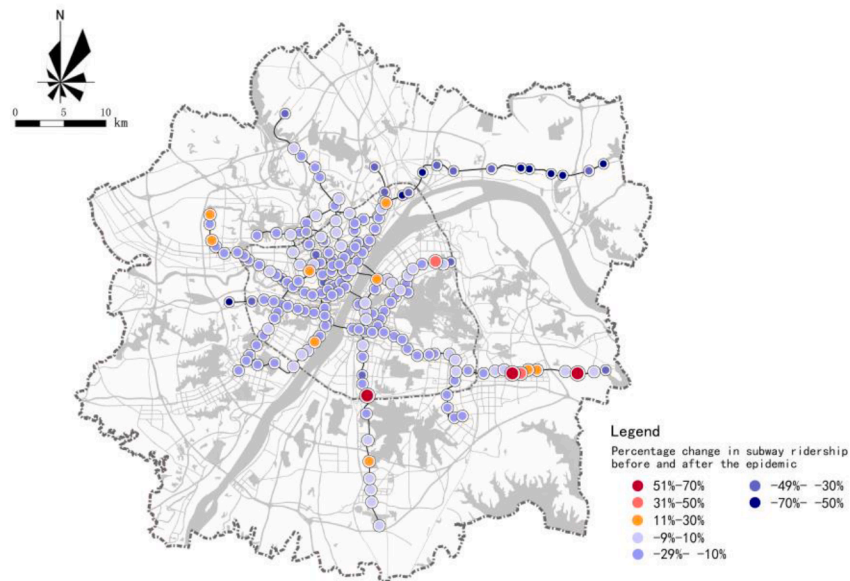 N
0 5 10
km
Legend
Percentage change in subway ridership
before and after the epidemic
51%-70%
31%-50%
11%-30%
-9%-10%
-29%- -10%
-49%- -30%
-70%- -50%